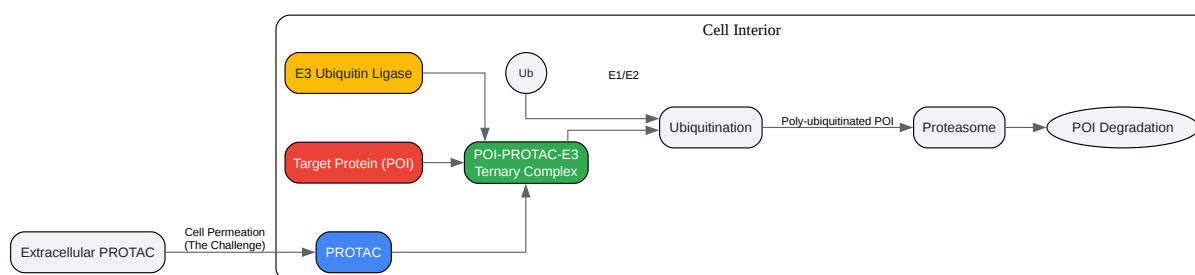 Cell Interior
E3 Ubiquitin Ligase
Ub
E1/E2
Ubiquitination
Poly-ubiquitinated POI
Proteasome
POI Degradation
Target Protein (POI)
POI-PROTAC-E3
Ternary Complex
Extracellular PROTAC
Cell Permeation
(The Challenge)
PROTAC